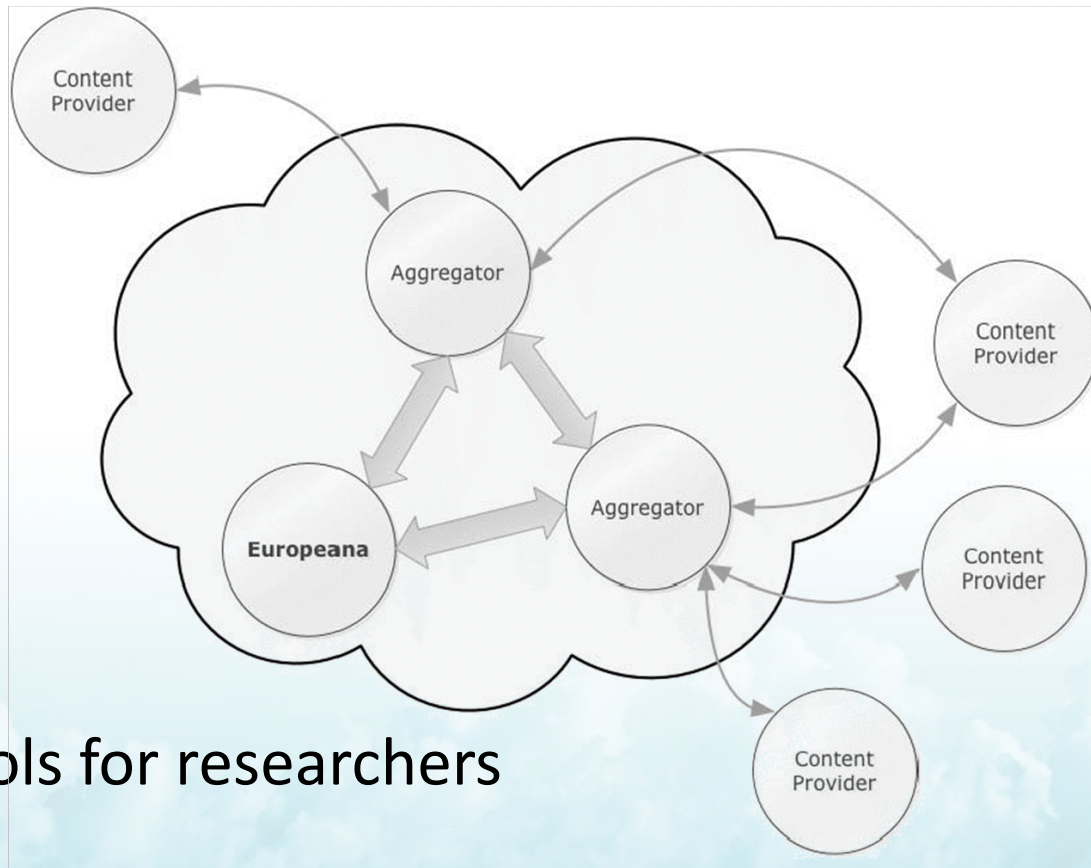 Content
Provider
Aggregator
Content
Provider
Aggregator
Europeana
Content
Provider
ols for researchers
Content
Provider